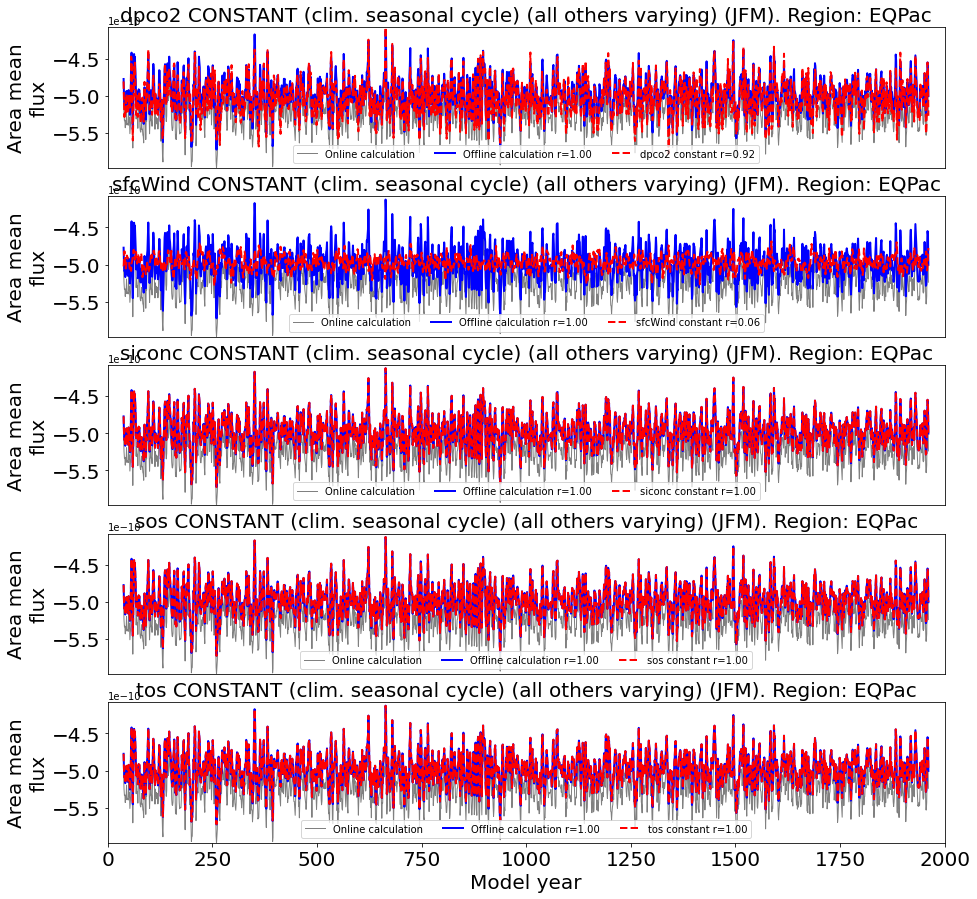 dpco2 CONSTANT (clim. seasonal cycle) (all others varying) (JFM). Region: EQPac
1e−10
Area mean
flux
−4.5
−5.0
−5.5
Online calculation
Offline calculation r=1.00
dpco2 constant r=0.92
sfcWind CONSTANT (clim. seasonal cycle) (all others varying) (JFM). Region: EQPac
1e−10
Area mean
flux
−4.5
−5.0
−5.5
Online calculation
Offline calculation r=1.00
sfcWind constant r=0.06
siconc CONSTANT (clim. seasonal cycle) (all others varying) (JFM). Region: EQPac
1e−10
Area mean
flux
−4.5
−5.0
−5.5
Online calculation
Offline calculation r=1.00
siconc constant r=1.00
sos CONSTANT (clim. seasonal cycle) (all others varying) (JFM). Region: EQPac
1e−10
Area mean
flux
−4.5
−5.0
−5.5
Online calculation
Offline calculation r=1.00
sos constant r=1.00
tos CONSTANT (clim. seasonal cycle) (all others varying) (JFM). Region: EQPac
1e−10
Area mean
flux
−4.5
−5.0
−5.5
Online calculation
Offline calculation r=1.00
tos constant r=1.00
0 250 500 750 1000 1250 1500 1750 2000
Model year